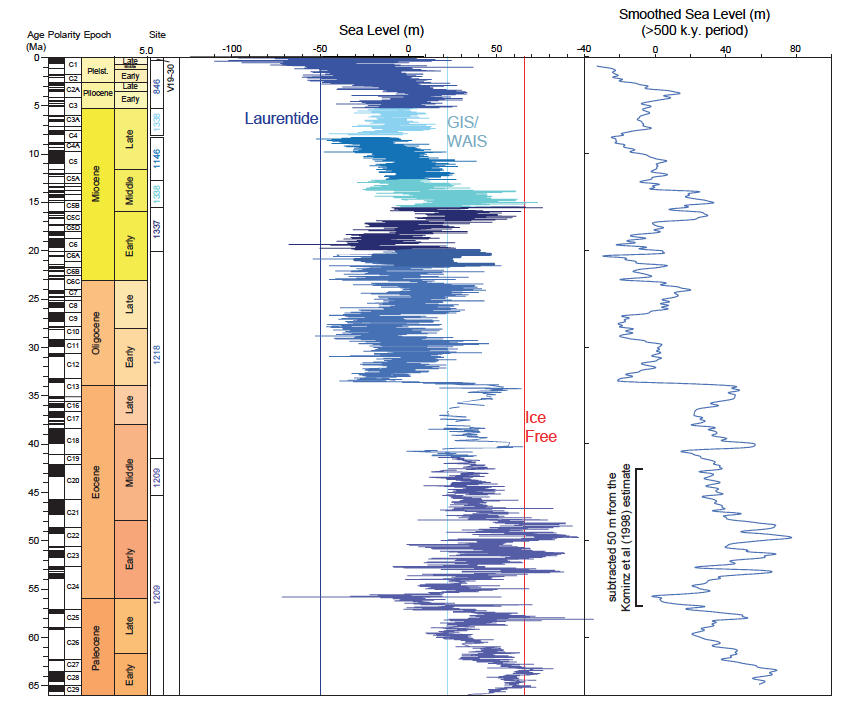 Smoothed Sea Level (m)
(>500 k.y. period)
Sea Level (m)
Age Polarity Epoch
(Ma)
Site
5.0
-100
-50
0
50
-40
0
40
80
0
5
10
15
20
25
30
35
40
45
50
55
60
65
C1
C2
C2A
C3
C3A
C4
C4A
C5
C5A
C5B
C5C
C5D
C6
C6A
C6B
C6C
C7
C8
C9
C10
C11
C12
C13
C16
C17
C18
C19
C20
C21
C22
C23
C24
C25
C26
C27
C28
C29
Pleist.
Pliocene
Miocene
Oligocene
Eocene
Paleocene
Late
Early
Late
Early
Late
Middle
Early
Late
Early
Late
Middle
Early
Late
Early
V19-30
846
1338
1146
1338
1337
1218
1209
1209
Laurentide
GIS/
WAIS
Ice
Free
subtracted 50 m from the
Kominz et al (1998) estimate